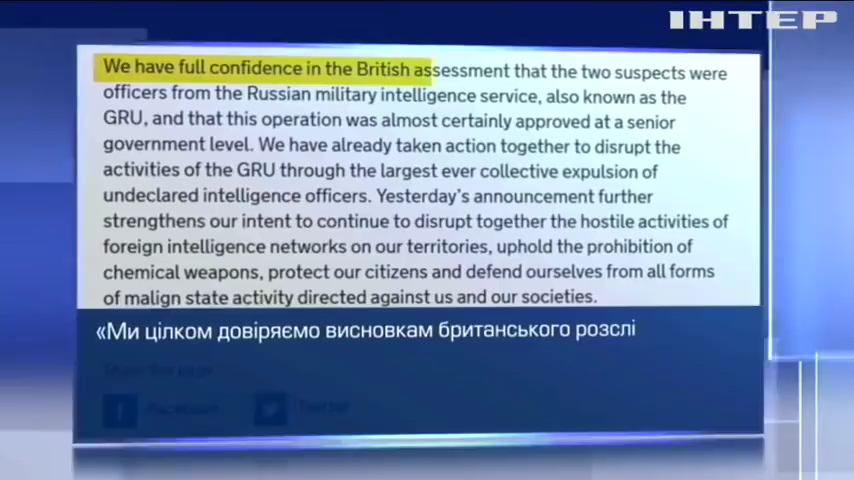 ІНТЕР
We have full confidence in the British assessment that the two suspects were
officers from the Russian military intelligence service, also known as the
GRU, and that this operation was almost certainly approved at a senior
government level. We have already taken action together to disrupt the
activities of the GRU through the largest ever collective expulsion of
undeclared intelligence officers. Yesterday's announcement further
strengthens our intent to continue to disrupt together the hostile activities of
foreign intelligence networks on our territories, uphold the prohibition of
chemical weapons, protect our citizens and defend ourselves from all forms
of malign state activity directed against us and our societies.
«Ми цілком довіряємо висновкам британського розслі
Share this page
Facebook
Twitter